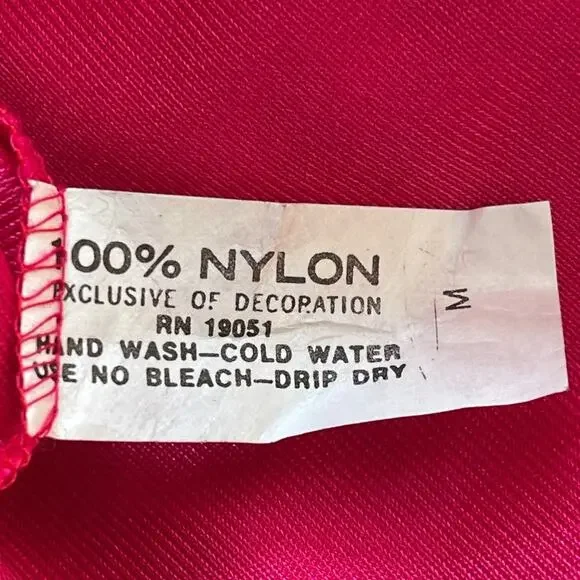 100% NYLON
EXCLUSIVE OF DECORATION
RN 19051
HAND WASH—COLD WATER
USE NO BLEACH—DRIP DRY
M